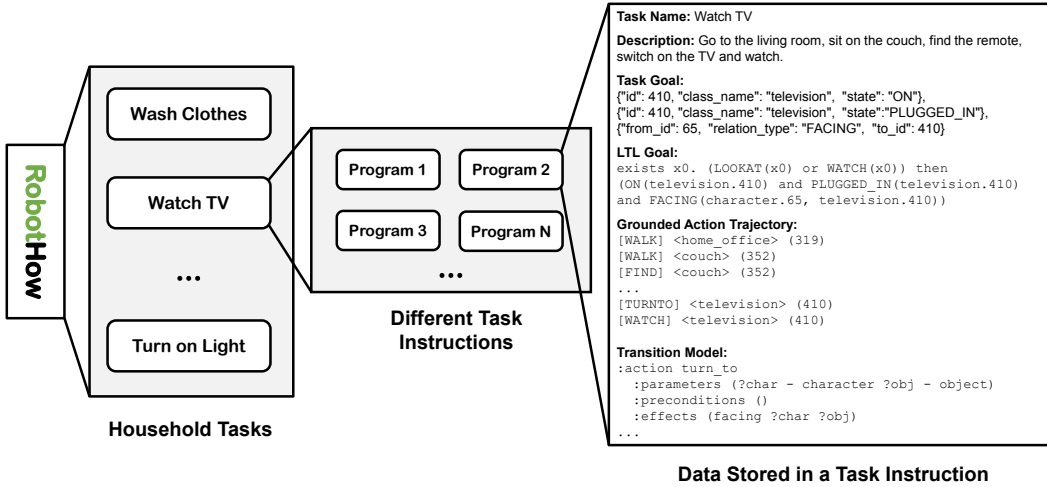 RobotHow
Wash Clothes
Watch TV
...
Turn on Light
Household Tasks
Program 1
Program 2
Program 3
Program N
...
Different Task
Instructions
Task Name: Watch TV
Description: Go to the living room, sit on the couch, find the remote,
switch on the TV and watch.
Task Goal:
{"id": 410, "class_name": "television", "state": "ON"},
{"id": 410, "class_name": "television", "state":"PLUGGED_IN"},
{"from_id": 65, "relation_type": "FACING", "to_id": 410}
LTL Goal:
exists x0. (LOOKAT(x0) or WATCH(x0)) then
(ON(television.410) and PLUGGED_IN(television.410)
and FACING(character.65, television.410))
Grounded Action Trajectory:
[WALK] <home_office> (319)
[WALK] <couch> (352)
[FIND] <couch> (352)
...
[TURNTO] <television> (410)
[WATCH] <television> (410)
Transition Model:
:action turn_to
:parameters (?char - character ?obj - object)
:preconditions ()
:effects (facing ?char ?obj)
...
Data Stored in a Task Instruction